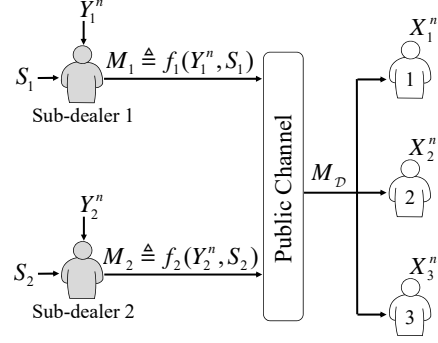 Y₁ⁿ
X₁ⁿ
S₁
M₁ ≜ f₁(Y₁ⁿ, S₁)
1
Sub-dealer 1
Public Channel
X₂ⁿ
M_𝒟
2
Y₂ⁿ
S₂
M₂ ≜ f₂(Y₂ⁿ, S₂)
X₃ⁿ
Sub-dealer 2
3